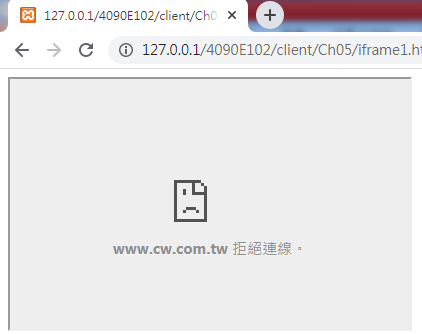 127.0.0.1/4090E102/client/Ch0
127.0.0.1/4090E102/client/Ch05/iframe1.h
www.cw.com.tw 拒絕連線。